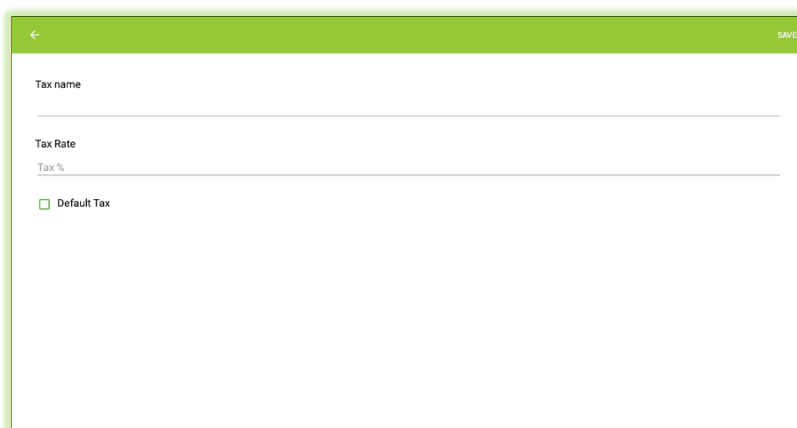 SAVE
Tax name
Tax Rate
Tax %
Default Tax